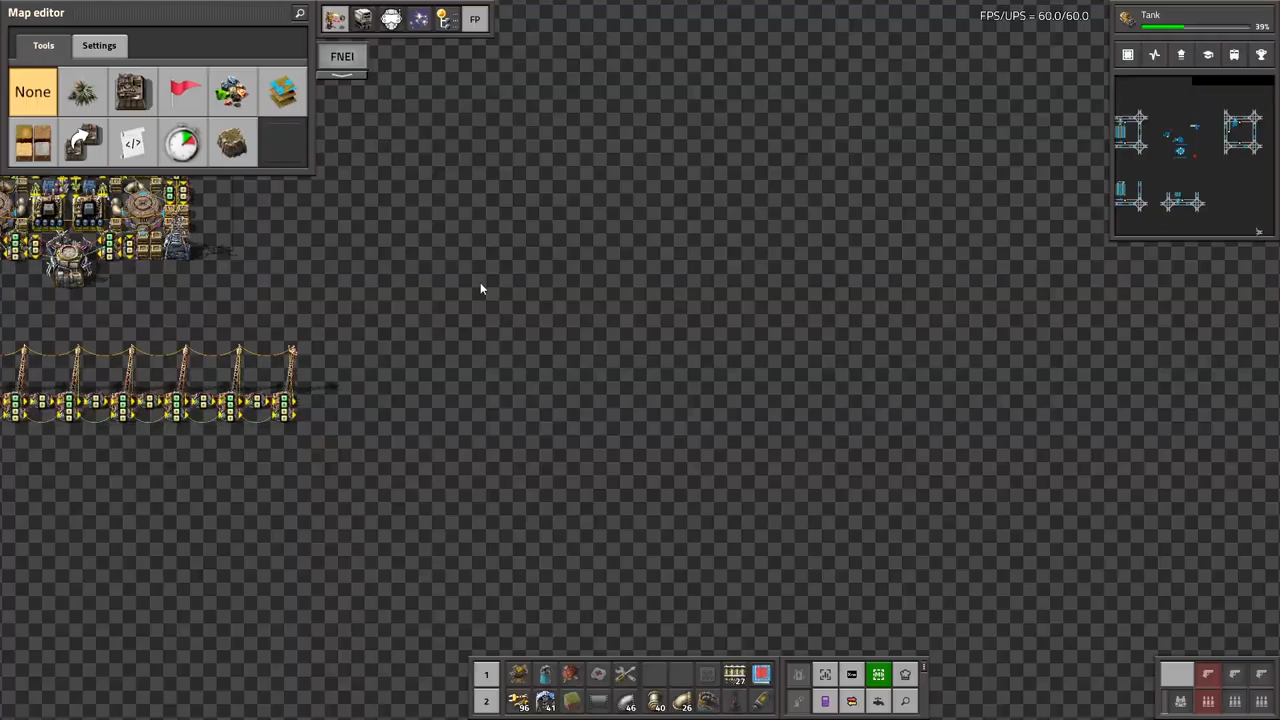 Map editor
FP
FPS/UPS = 60.0/60.0
Tank
39%
Tools
Settings
FNEI
None
</>
1
27
2
96
41
46
40
26